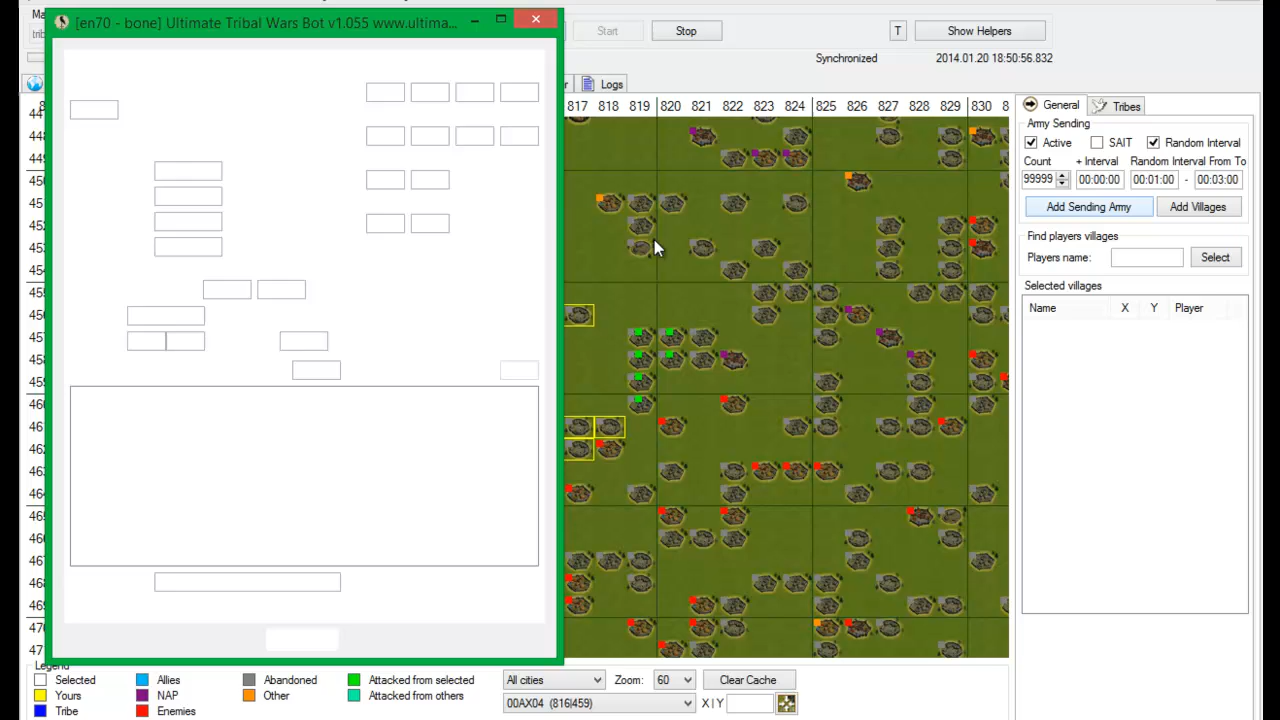 Ma
[en70 - bone] Ultimate Tribal Wars Bot v1.055 www.ultima...
Start
Stop
T
Show Helpers
Synchronized
2014.01.20 18:50:56.832
Logs
817 818 819 820 821 822 823 824 825 826 827 828 829 830 8
General
Tribes
Army Sending
Active
SAIT
Random Interval
Count
+ Interval
Random Interval From To
99999
00:00:00
00:01:00 - 00:03:00
Add Sending Army
Add Villages
Find players villages
Players name:
Select
Selected villages
Name X Y Player
Legend
Selected
Allies
Abandoned
Attacked from selected
Yours
NAP
Other
Attacked from others
Tribe
Enemies
All cities
Zoom:
60
Clear Cache
00AX04 (816|459)
X|Y